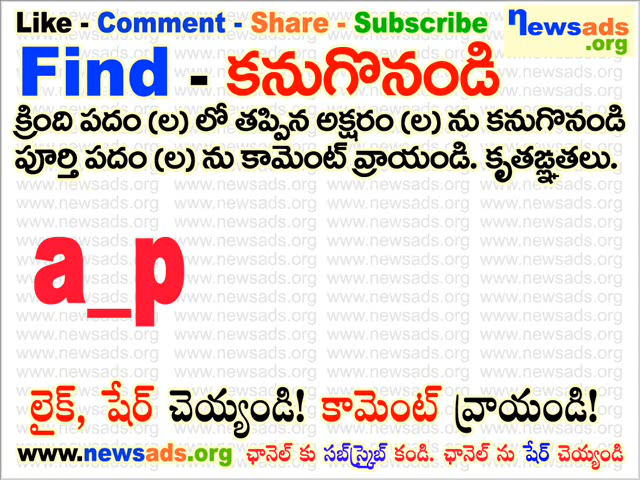 Like - Comment - Share - Subscribe
newsads
.org
Find - కనుగొనండి
క్రింది పదం (ల) లో తప్పిన అక్షరం (ల) ను కనుగొనండి
పూర్తి పదం (ల) ను కామెంట్ వ్రాయండి. కృతఙ్ఞతలు.
a_p
లైక్, షేర్ చెయ్యండి! కామెంట్ వ్రాయండి!
www.newsads.org ఛానెల్ కు సబ్‌స్క్రైబ్ కండి. ఛానెల్ ను షేర్ చెయ్యండి